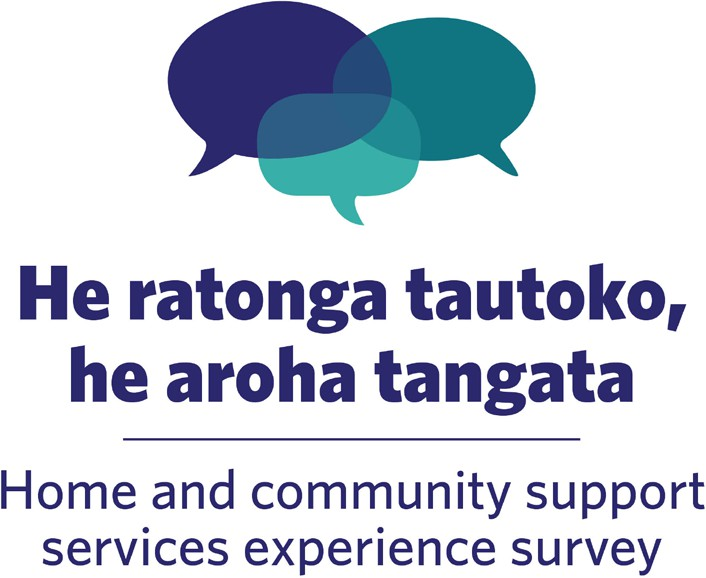 He ratonga tautoko,
he aroha tangata
Home and community support
services experience survey